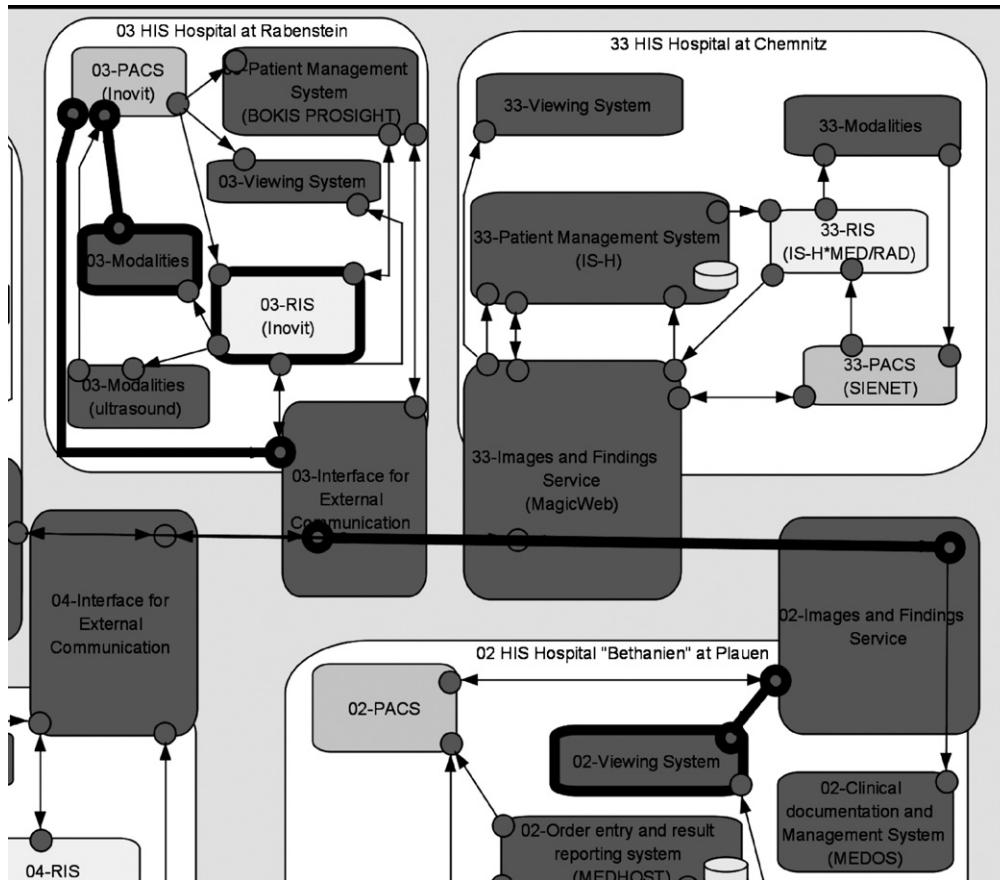 03 HIS Hospital at Rabenstein
03-PACS
(Inovit)
03-Patient Management
System
(BOKIS PROSIGHT)
03-Viewing System
03-Modalities
03-RIS
(Inovit)
03-Modalities
(ultrasound)
03-Interface for
External
Communication
33 HIS Hospital at Chemnitz
33-Viewing System
33-Modalities
33-Patient Management System
(IS-H)
33-RIS
(IS-H*MED/RAD)
33-PACS
(SIENET)
33-Images and Findings
Service
(MagicWeb)
04-Interface for
External
Communication
04-RIS
02-Images and Findings
Service
02 HIS Hospital "Bethanien" at Plauen
02-PACS
02-Viewing System
02-Order entry and result
reporting system
(MEDHOST)
02-Clinical
documentation and
Management System
(MEDOS)